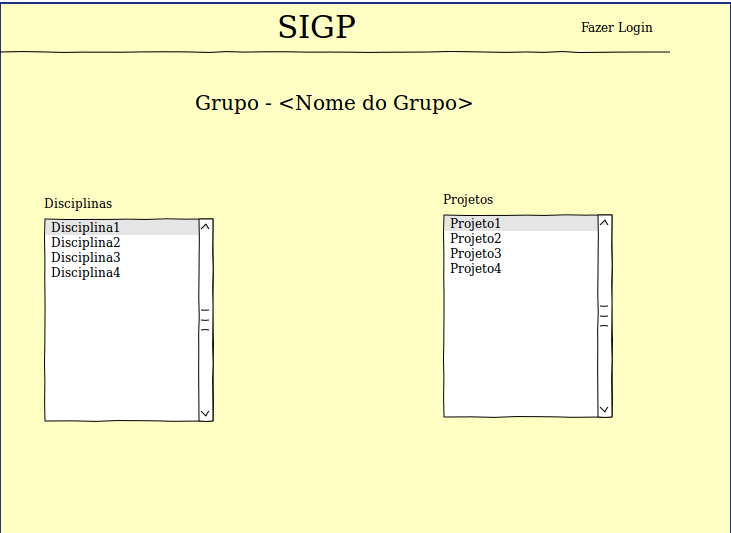 SIGP
Fazer Login
Grupo - <Nome do Grupo>
Disciplinas
Disciplina1
Disciplina2
Disciplina3
Disciplina4
Projetos
Projeto1
Projeto2
Projeto3
Projeto4